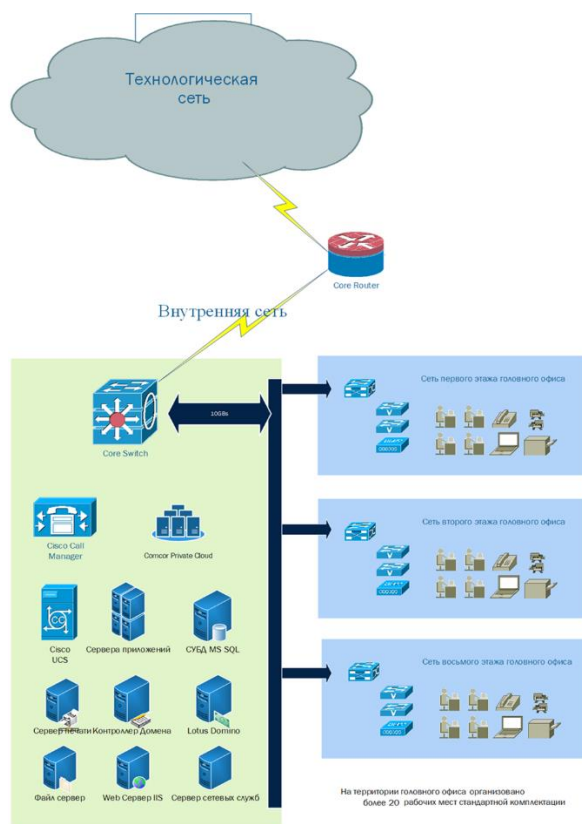 Технологическая
сеть
Core Router
Внутренняя сеть
10GBs
Core Switch
Сеть первого этажа головного офиса
Cisco Call
Manager
Comcor Private Cloud
Сеть второго этажа головного офиса
Cisco
UCS
Сервера приложений
СУБД MS SQL
Сеть восьмого этажа головного офиса
Сервер печати
Контроллер Домена
Lotus Domino
Файл сервер
Web Сервер IIS
Сервер сетевых служб
На территории головного офиса организовано
более 20 рабочих мест стандартной комплектации